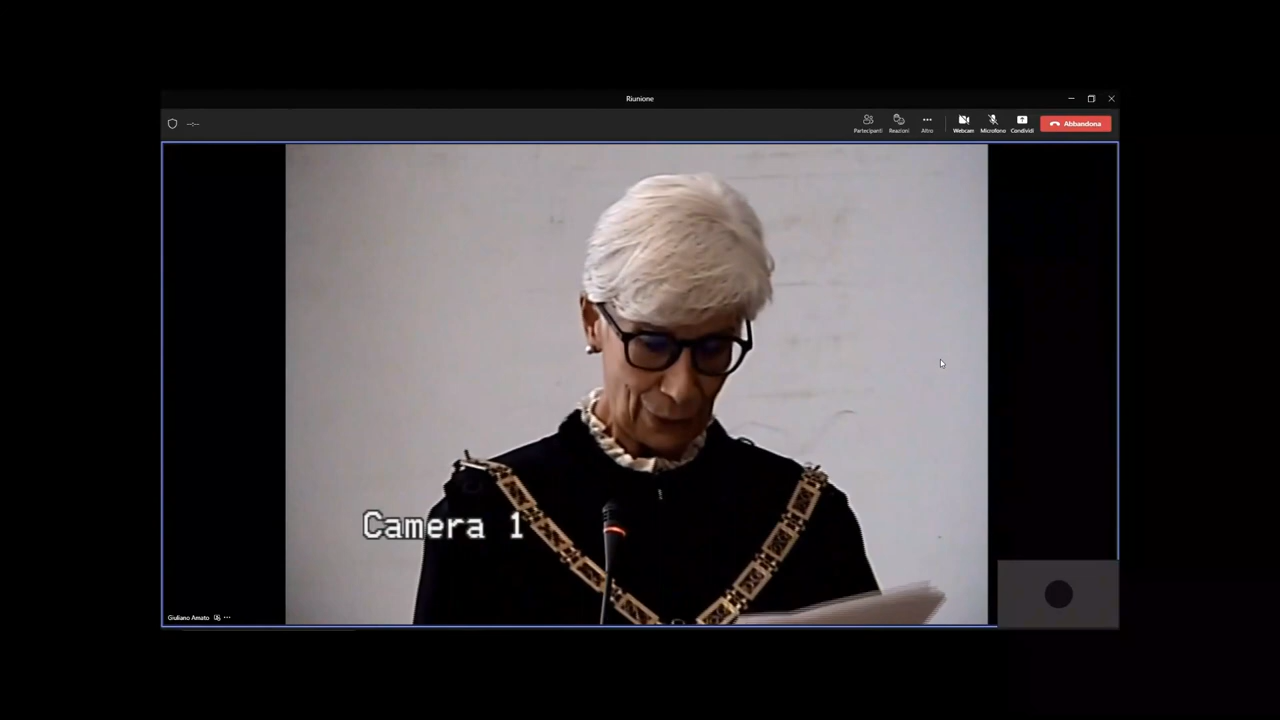 Riunione
Partecipanti
Reazioni
Altro
Webcam
Microfono
Condividi
Abbandona
Camera 1
Giuliano Amato